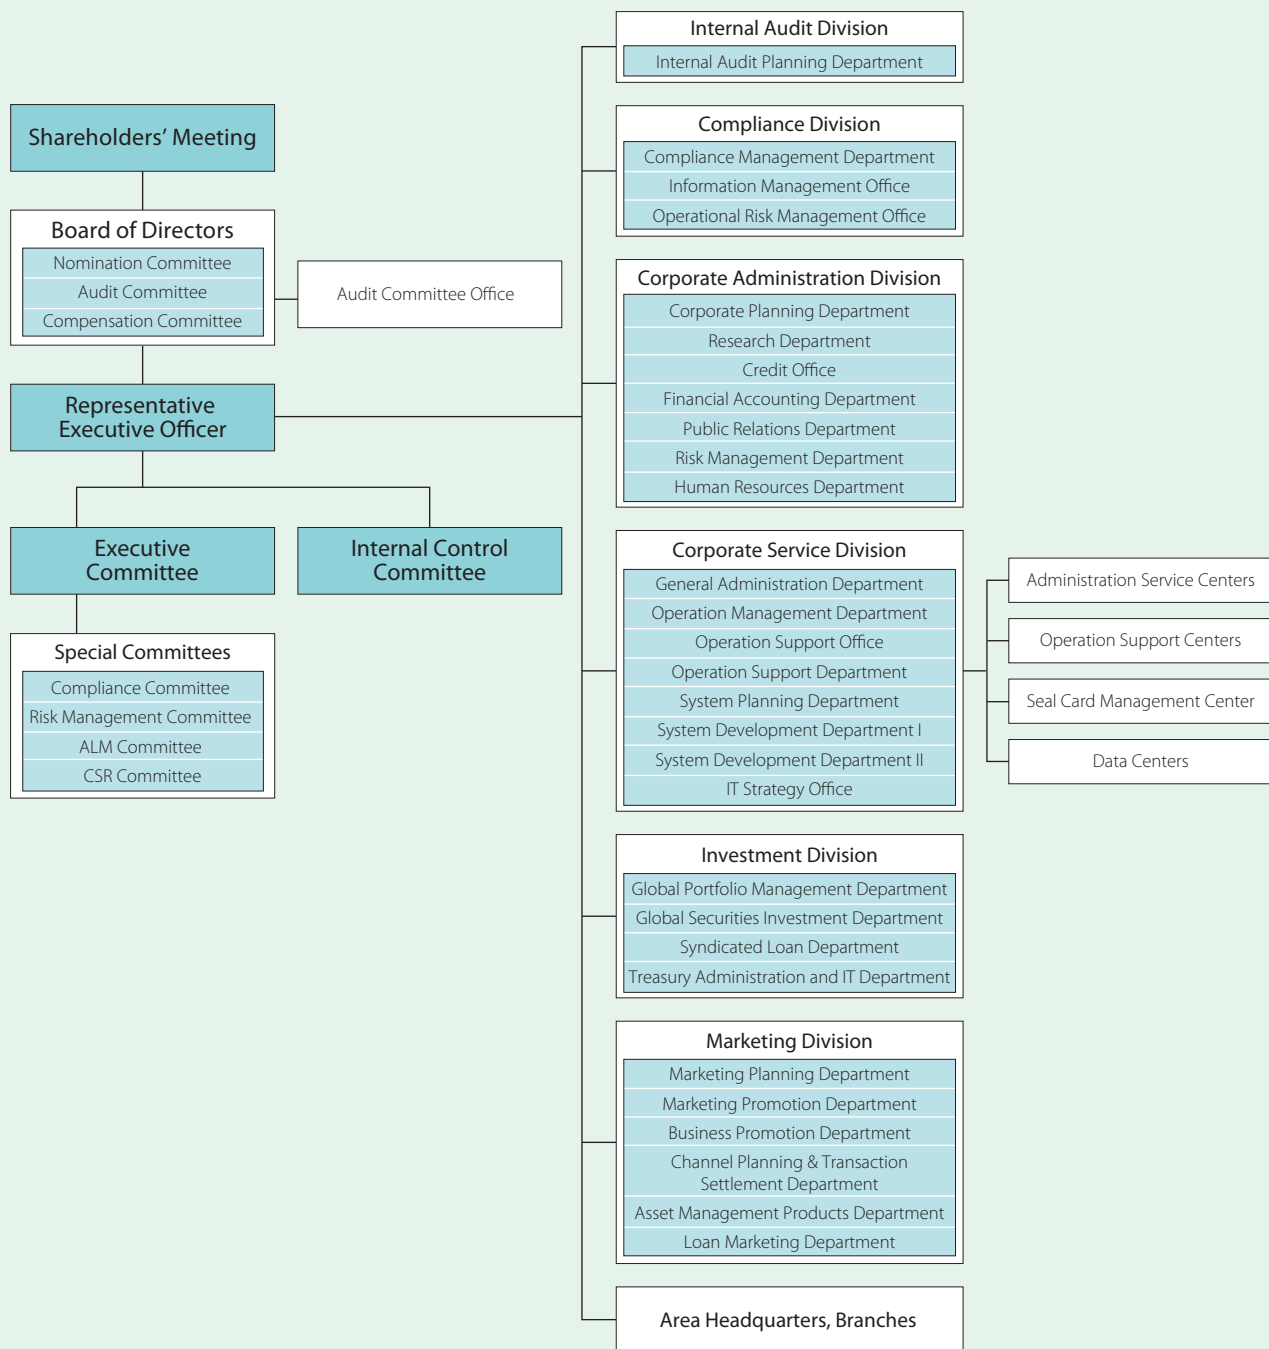 Shareholders’ Meeting
Board of Directors
Nomination Committee
Audit Committee
Compensation Committee
Audit Committee Office
Representative
Executive Officer
Executive
Committee
Internal Control
Committee
Special Committees
Compliance Committee
Risk Management Committee
ALM Committee
CSR Committee
Internal Audit Division
Internal Audit Planning Department
Compliance Division
Compliance Management Department
Information Management Office
Operational Risk Management Office
Corporate Administration Division
Corporate Planning Department
Research Department
Credit Office
Financial Accounting Department
Public Relations Department
Risk Management Department
Human Resources Department
Corporate Service Division
General Administration Department
Operation Management Department
Operation Support Office
Operation Support Department
System Planning Department
System Development Department I
System Development Department II
IT Strategy Office
Administration Service Centers
Operation Support Centers
Seal Card Management Center
Data Centers
Investment Division
Global Portfolio Management Department
Global Securities Investment Department
Syndicated Loan Department
Treasury Administration and IT Department
Marketing Division
Marketing Planning Department
Marketing Promotion Department
Business Promotion Department
Channel Planning & Transaction
Settlement Department
Asset Management Products Department
Loan Marketing Department
Area Headquarters, Branches